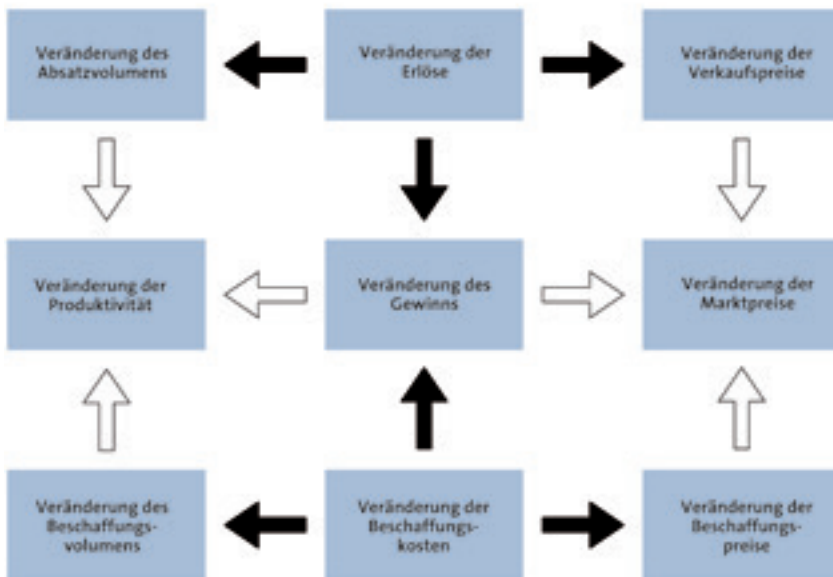 Veränderung des
Absatzvolumens
Veränderung der
Erlöse
Veränderung der
Verkaufspreise
Veränderung der
Produktivität
Veränderung des
Gewinns
Veränderung der
Marktpreise
Veränderung des
Beschaffungs-
volumens
Veränderung der
Beschaffungs-
kosten
Veränderung der
Beschaffungs-
preise